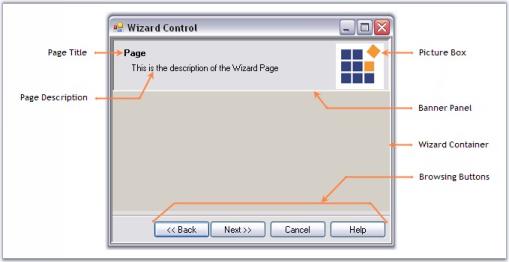 Wizard Control
Page Title
Page
Picture Box
This is the description of the Wizard Page
Page Description
Banner Panel
Wizard Container
Browsing Buttons
<< Back
Next >>
Cancel
Help